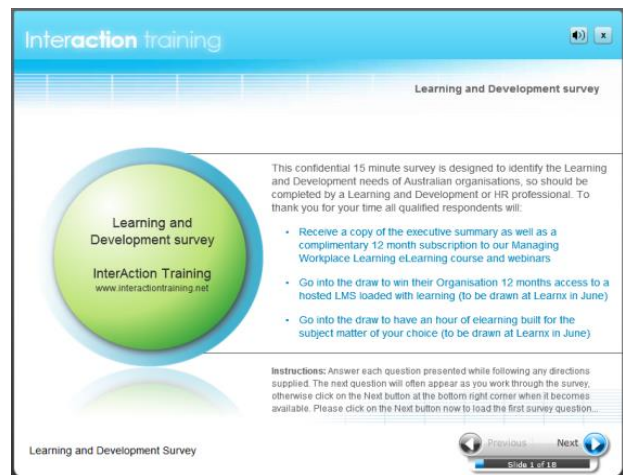 Interaction training
x
Learning and Development survey
This confidential 15 minute survey is designed to identify the Learning
and Development needs of Australian organisations, so should be
completed by a Learning and Development or HR professional. To
thank you for your time all qualified respondents will:
• Receive a copy of the executive summary as well as a
complimentary 12 month subscription to our Managing
Workplace Learning eLearning course and webinars
• Go into the draw to win their Organisation 12 months access to a
hosted LMS loaded with learning (to be drawn at Learnx in June)
• Go into the draw to have an hour of elearning built for the
subject matter of your choice (to be drawn at Learnx in June)
Learning and
Development survey
InterAction Training
www.interactiontraining.net
Instructions: Answer each question presented while following any directions
supplied. The next question will often appear as you work through the survey,
otherwise click on the Next button at the bottom right corner when it becomes
available. Please click on the Next button now to load the first survey question...
Learning and Development Survey
Previous Next
Slide 1 of 18